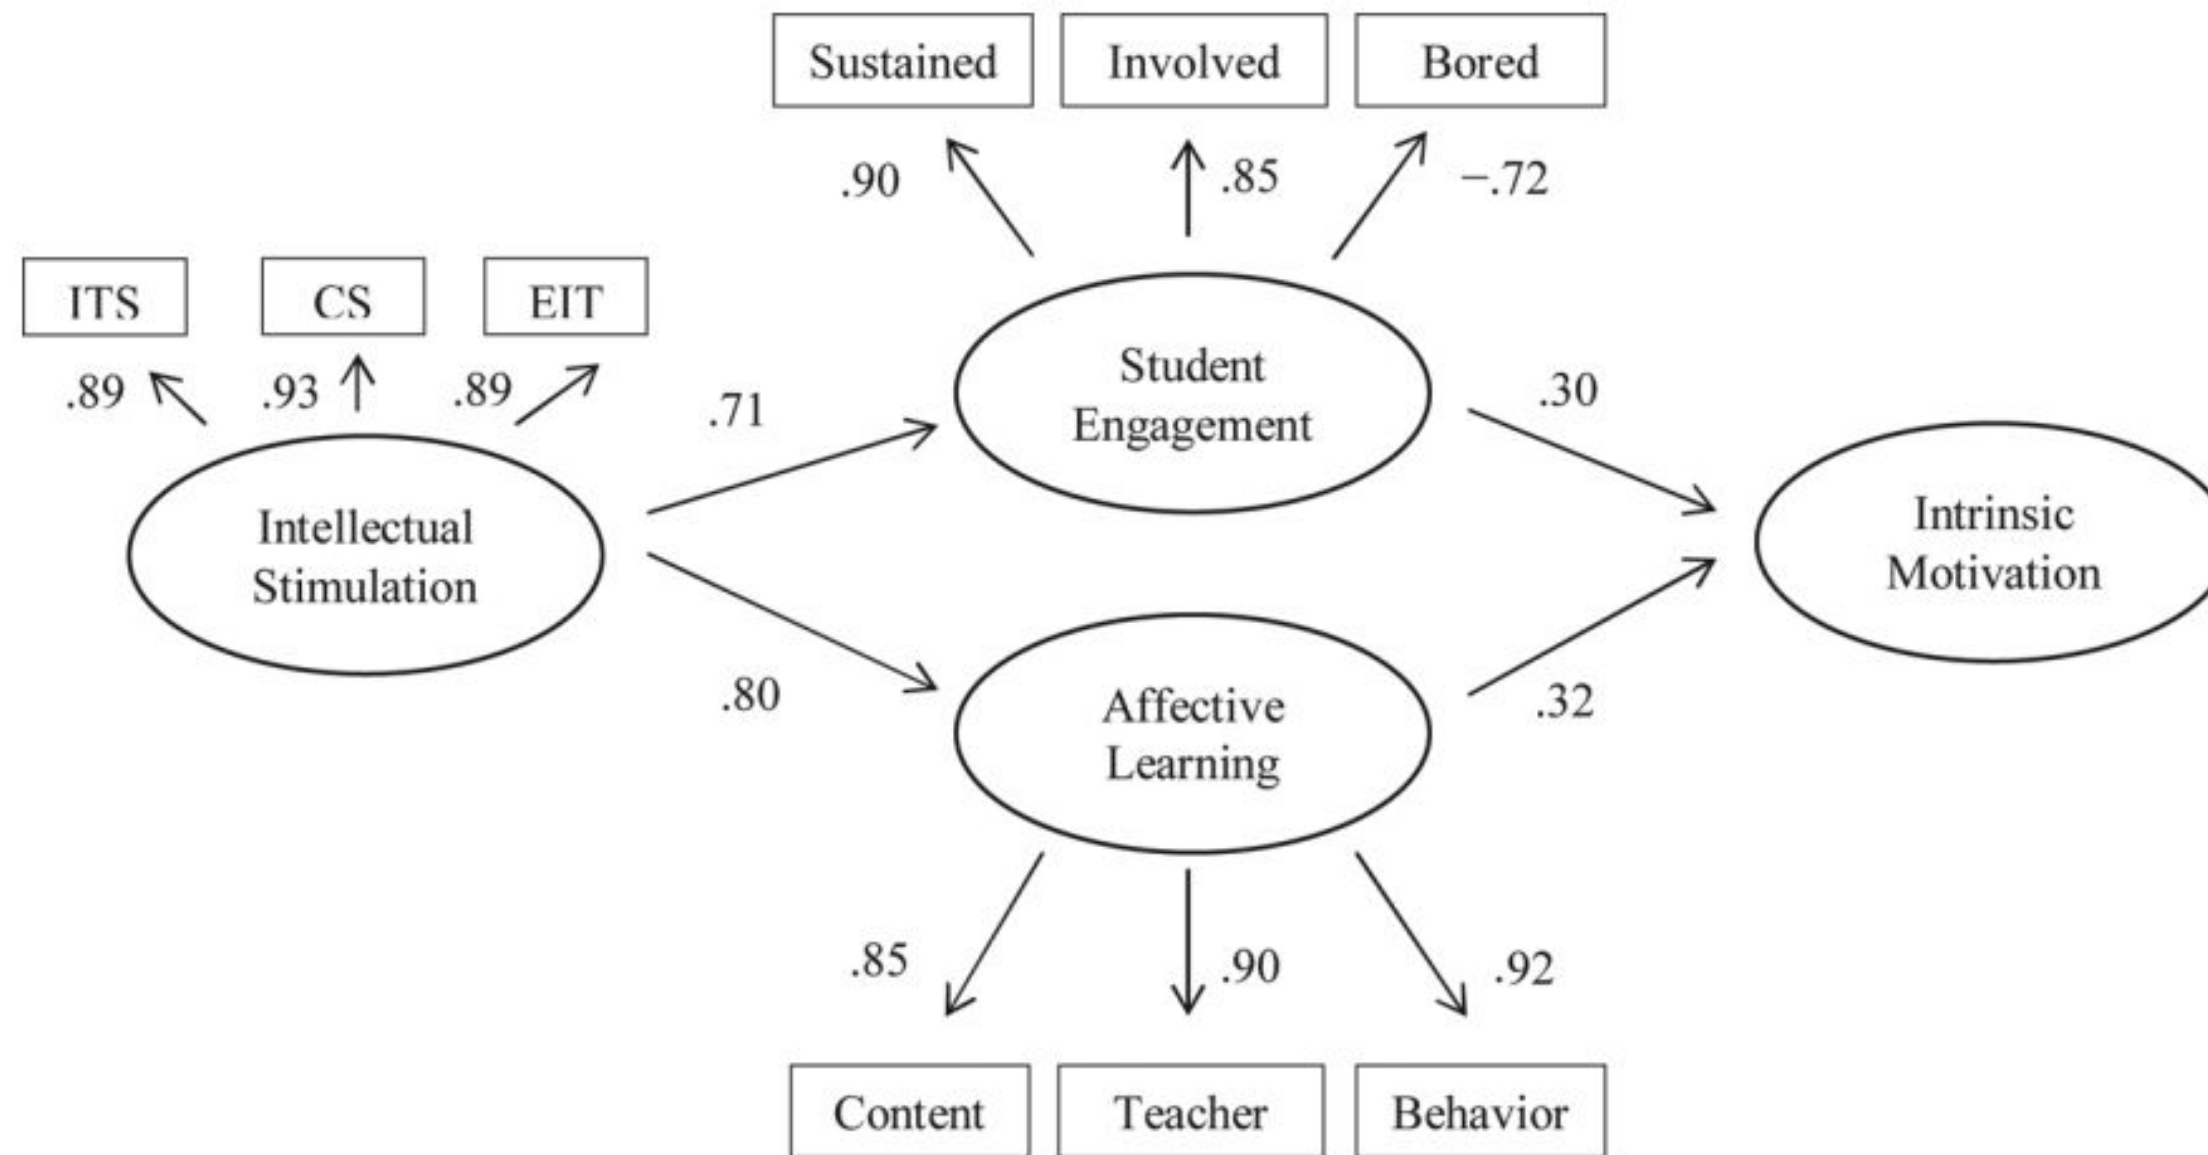 Sustained Involved Bored
.90 .85 −.72
ITS CS EIT
.89 .93 .89
.71
Student
Engagement
.30
Intellectual
Stimulation
Intrinsic
Motivation
.80
Affective
Learning
.32
.85 .90 .92
Content Teacher Behavior